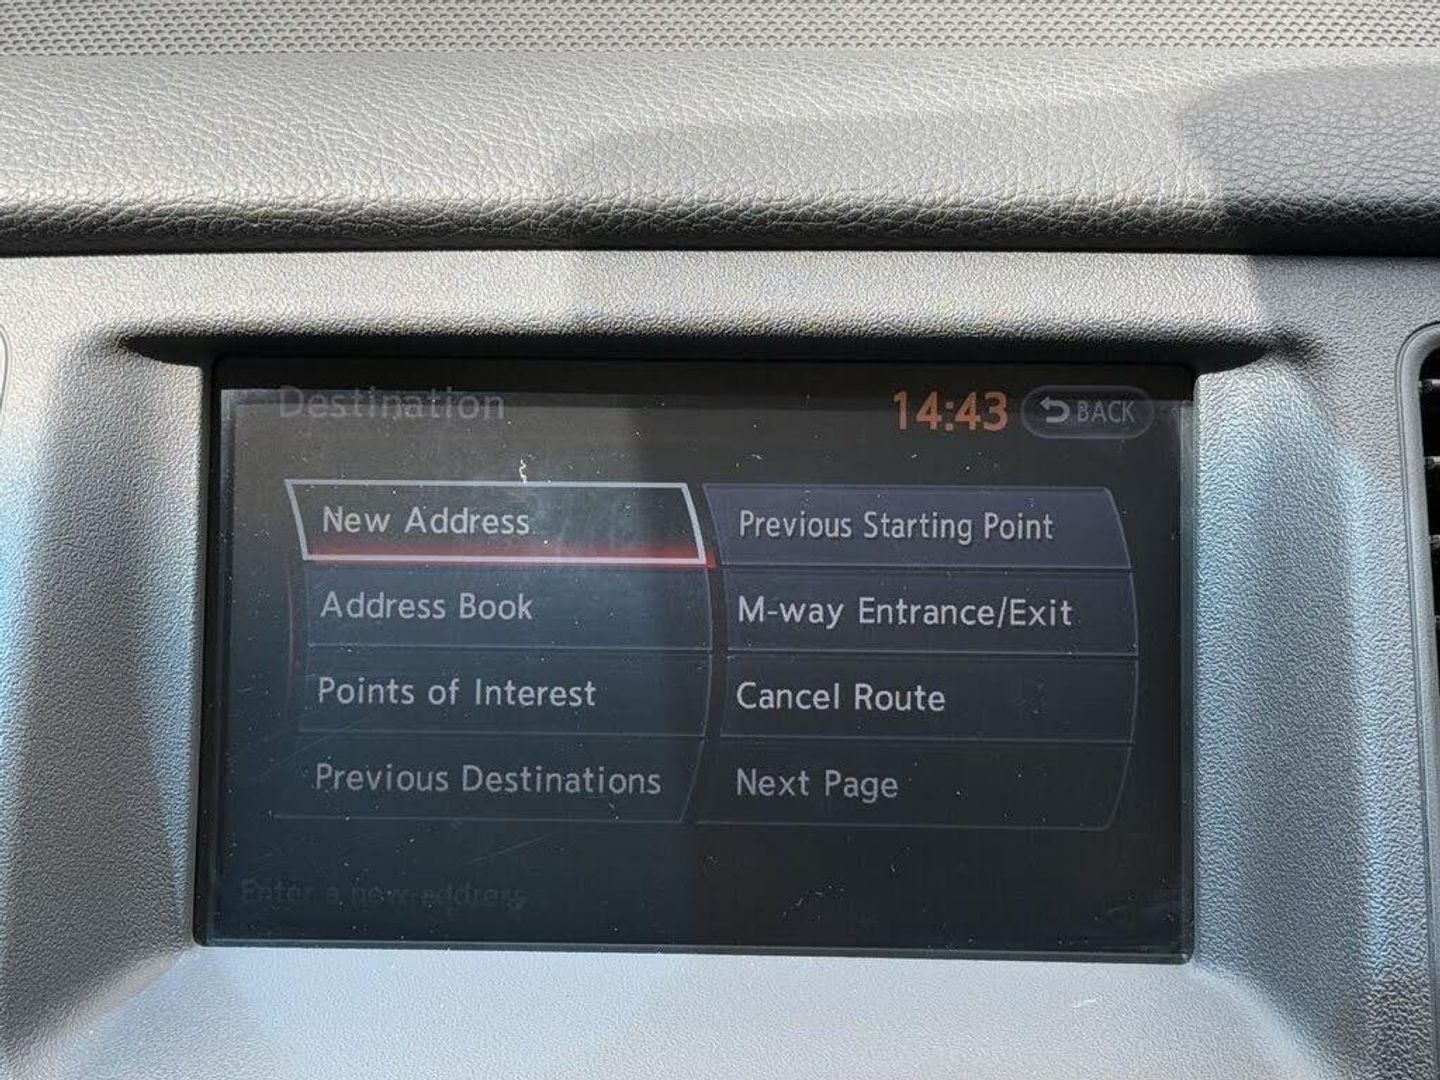 Destination
14:43
BACK
New Address
Previous Starting Point
Address Book
M-way Entrance/Exit
Points of Interest
Cancel Route
Previous Destinations
Next Page
Enter a new address